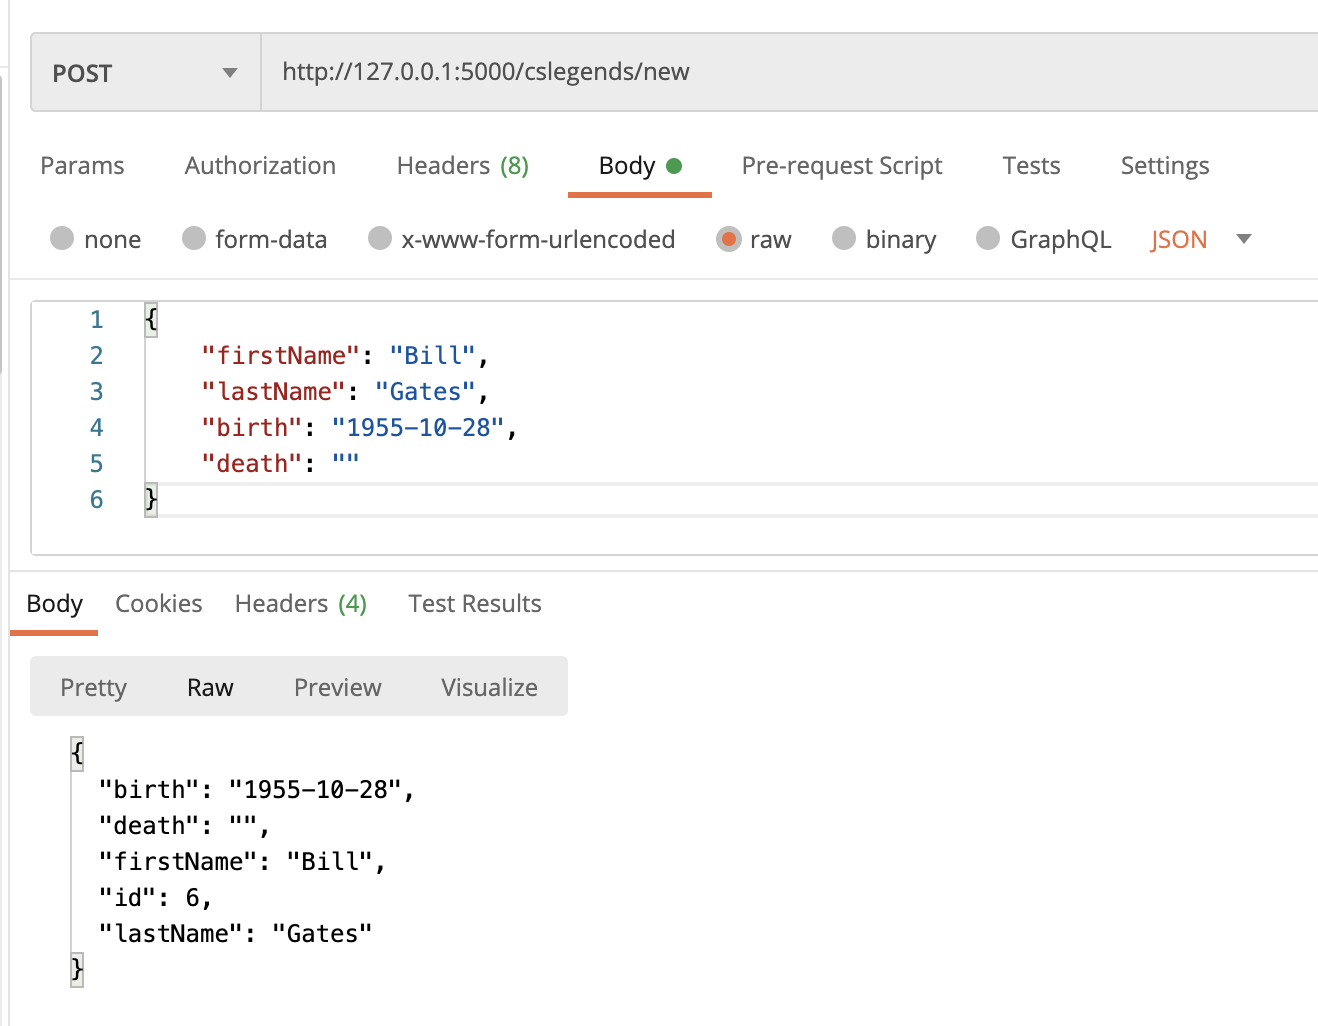 POST http://127.0.0.1:5000/cslegends/new
Params Authorization Headers (8) Body Pre-request Script Tests Settings
none form-data x-www-form-urlencoded raw binary GraphQL JSON
1 {
2 "firstName": "Bill",
3 "lastName": "Gates",
4 "birth": "1955-10-28",
5 "death": ""
6 }
Body Cookies Headers (4) Test Results
Pretty Raw Preview Visualize
{
"birth": "1955-10-28",
"death": "",
"firstName": "Bill",
"id": 6,
"lastName": "Gates"
}